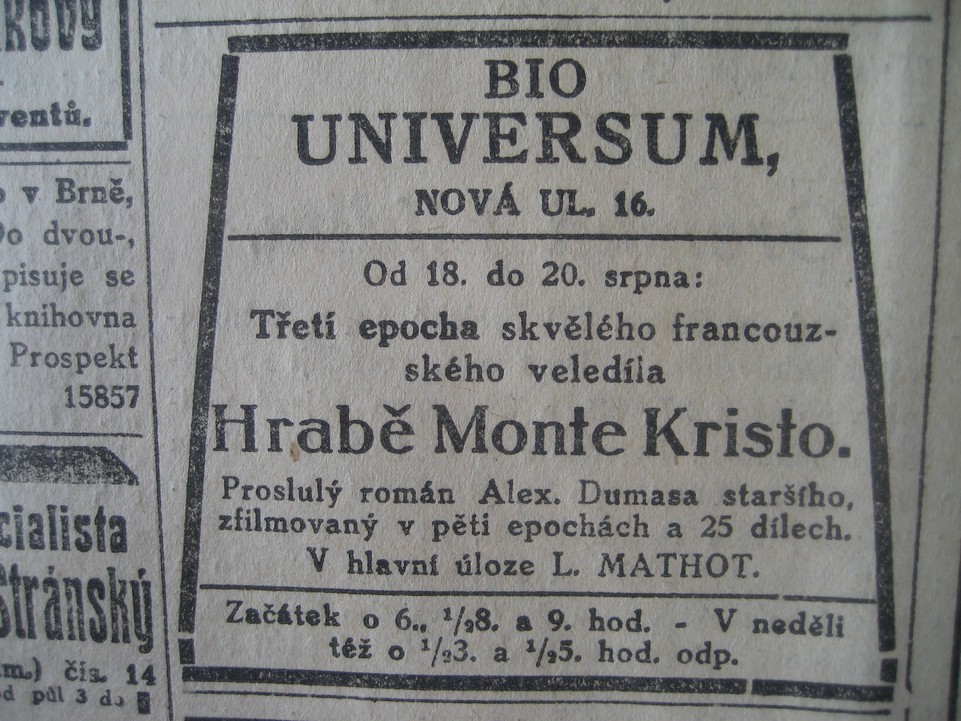 kový
ventů.
v Brně,
Do dvou-,
pisuje se
knihovna
Prospekt
15857
cialista
Stránský
m.) čís. 14
d půl 3 do
BIO
UNIVERSUM,
NOVÁ UL. 16.
Od 18. do 20. srpna:
Třetí epocha skvělého francouz-
ského veledíla
Hrabě Monte Kristo.
Proslulý román Alex. Dumasa staršího,
zfilmovaný v pěti epochách a 25 dílech.
V hlavní úloze L. MATHOT.
Začátek o 6., 1/28. a 9. hod. - V neděli
též o 1/23. a 1/25. hod. odp.